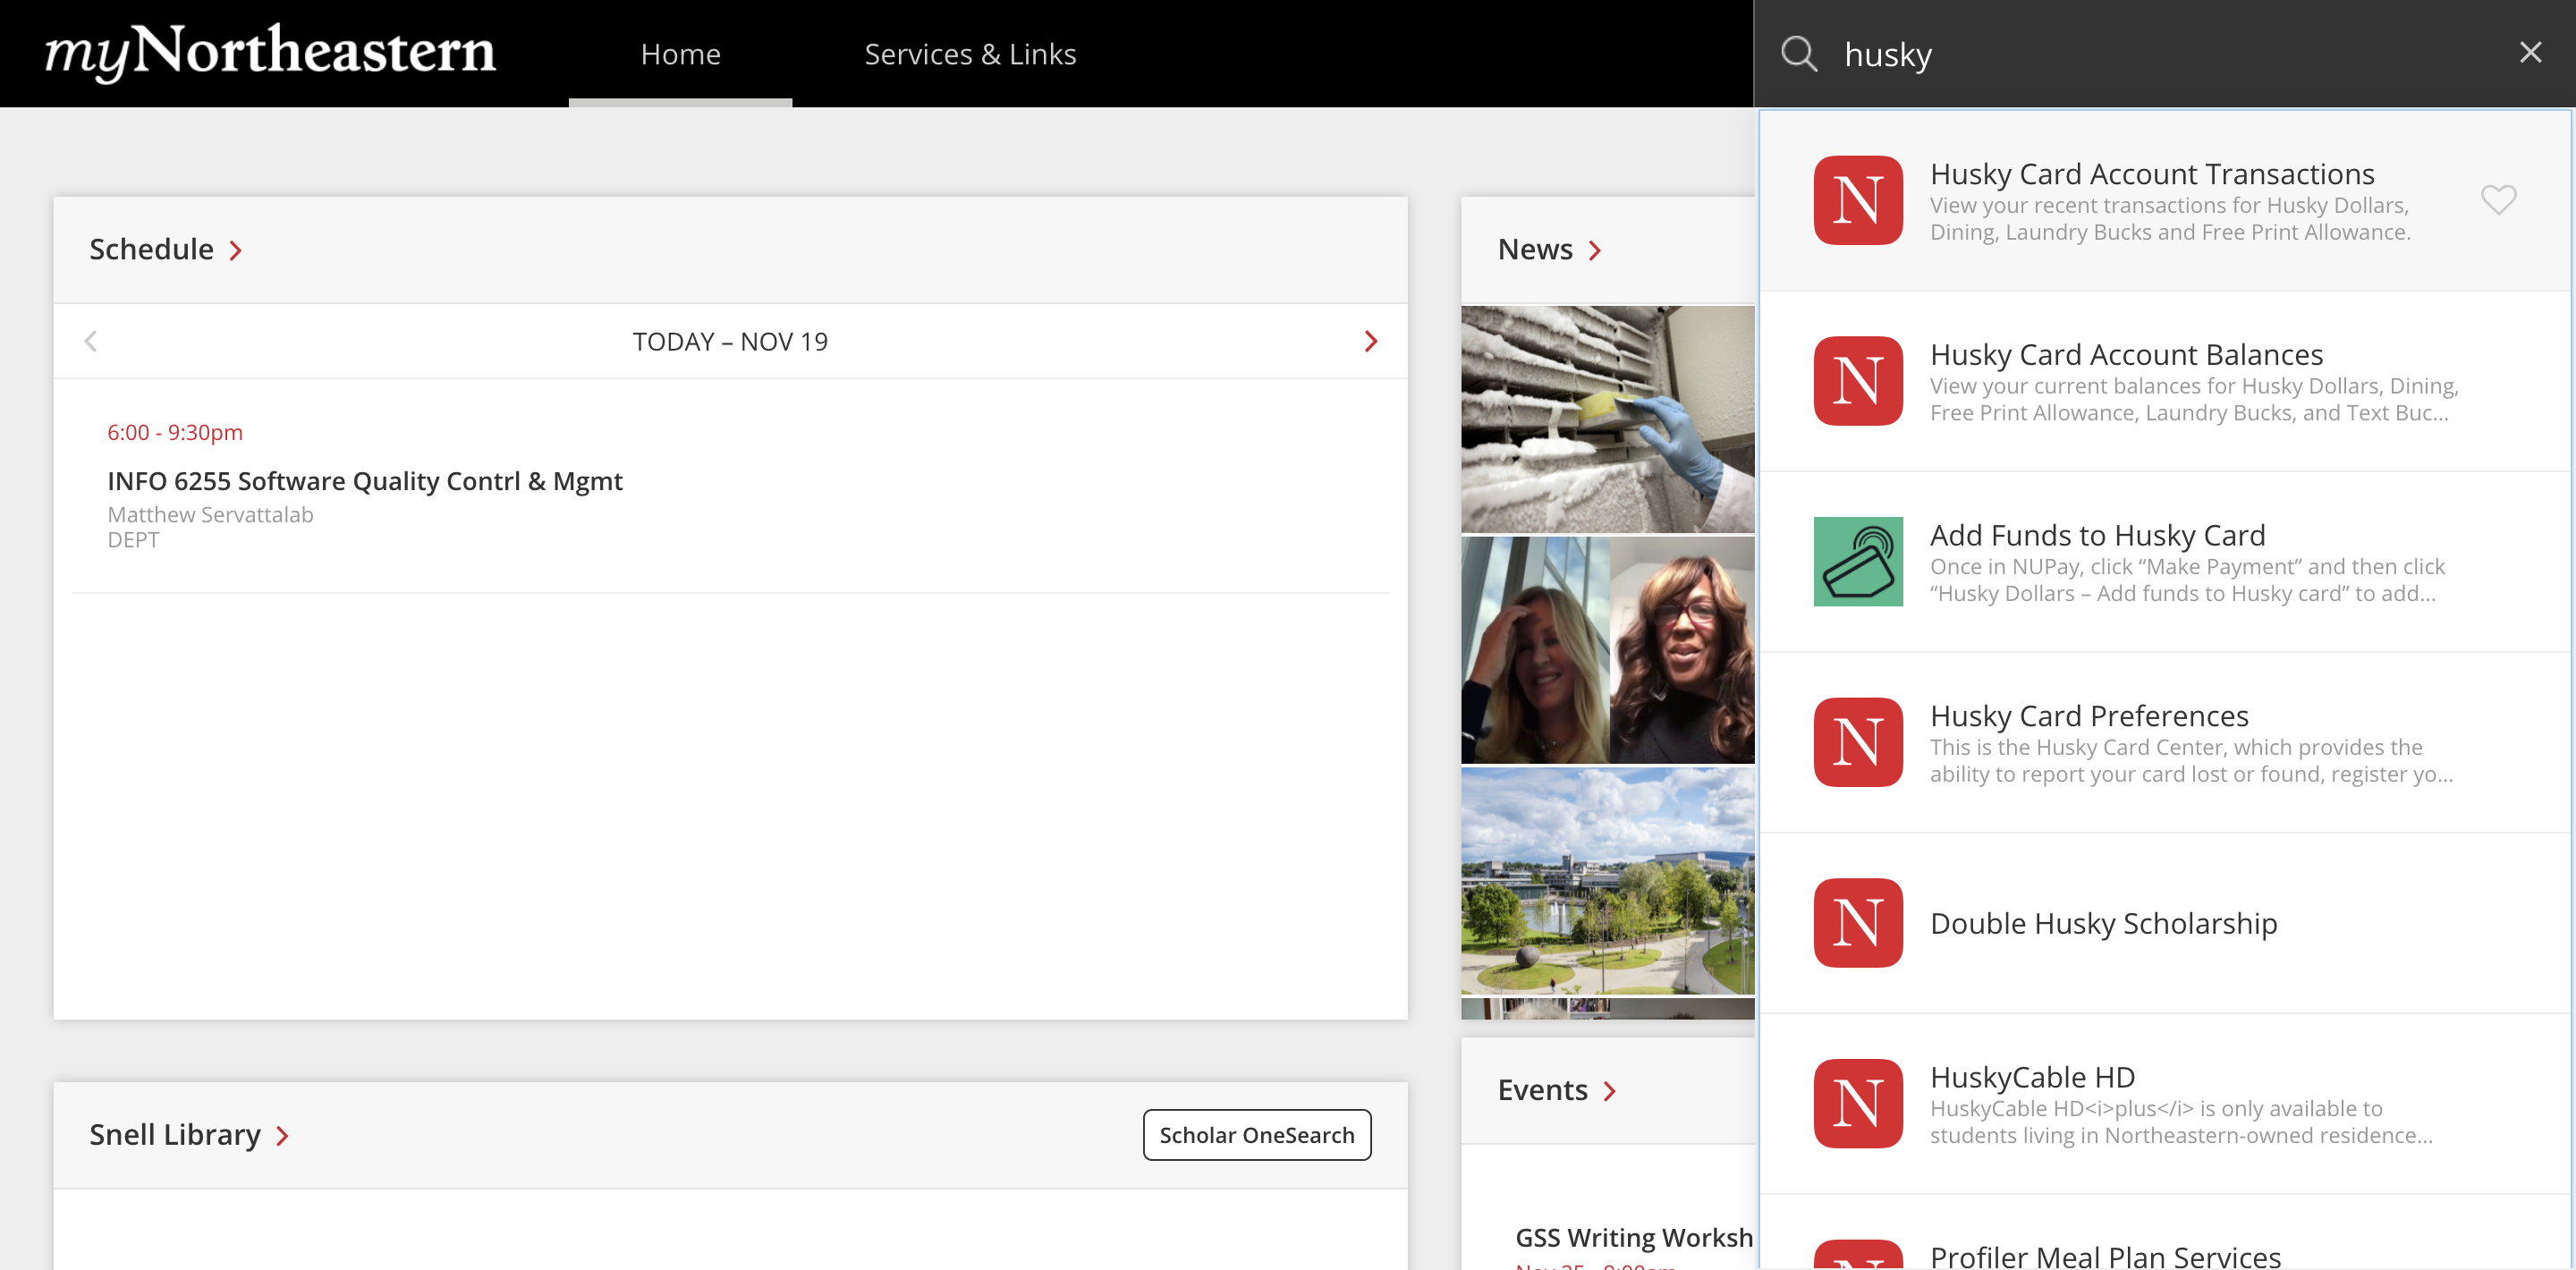 myNortheastern
Home
Services & Links
husky
Schedule
TODAY – NOV 19
6:00 - 9:30pm
INFO 6255 Software Quality Contrl & Mgmt
Matthew Servattalab
DEPT
Snell Library
Scholar OneSearch
News
Events
GSS Writing Worksh
Nov 25 - 9:00am
N
Husky Card Account Transactions
View your recent transactions for Husky Dollars,
Dining, Laundry Bucks and Free Print Allowance.
N
Husky Card Account Balances
View your current balances for Husky Dollars, Dining,
Free Print Allowance, Laundry Bucks, and Text Buc...
Add Funds to Husky Card
Once in NUPay, click “Make Payment” and then click
“Husky Dollars – Add funds to Husky card” to add...
N
Husky Card Preferences
This is the Husky Card Center, which provides the
ability to report your card lost or found, register yo...
N
Double Husky Scholarship
N
HuskyCable HD
HuskyCable HD<i>plus</i> is only available to
students living in Northeastern-owned residence...
N
Profiler Meal Plan Services